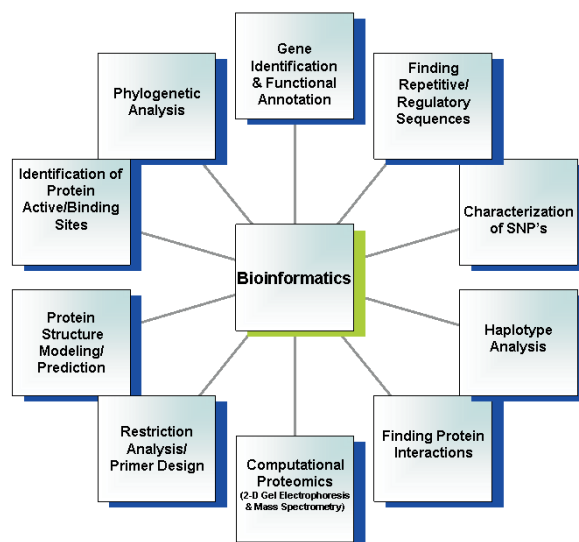 Gene
Identification
& Functional
Annotation
Finding
Repetitive/
Regulatory
Sequences
Characterization
of SNP's
Haplotype
Analysis
Finding Protein
Interactions
Computational
Proteomics
(2-D Gel Electrophoresis
& Mass Spectrometry)
Restriction
Analysis/
Primer Design
Protein
Structure
Modeling/
Prediction
Identification of
Protein
Active/Binding
Sites
Phylogenetic
Analysis
Bioinformatics